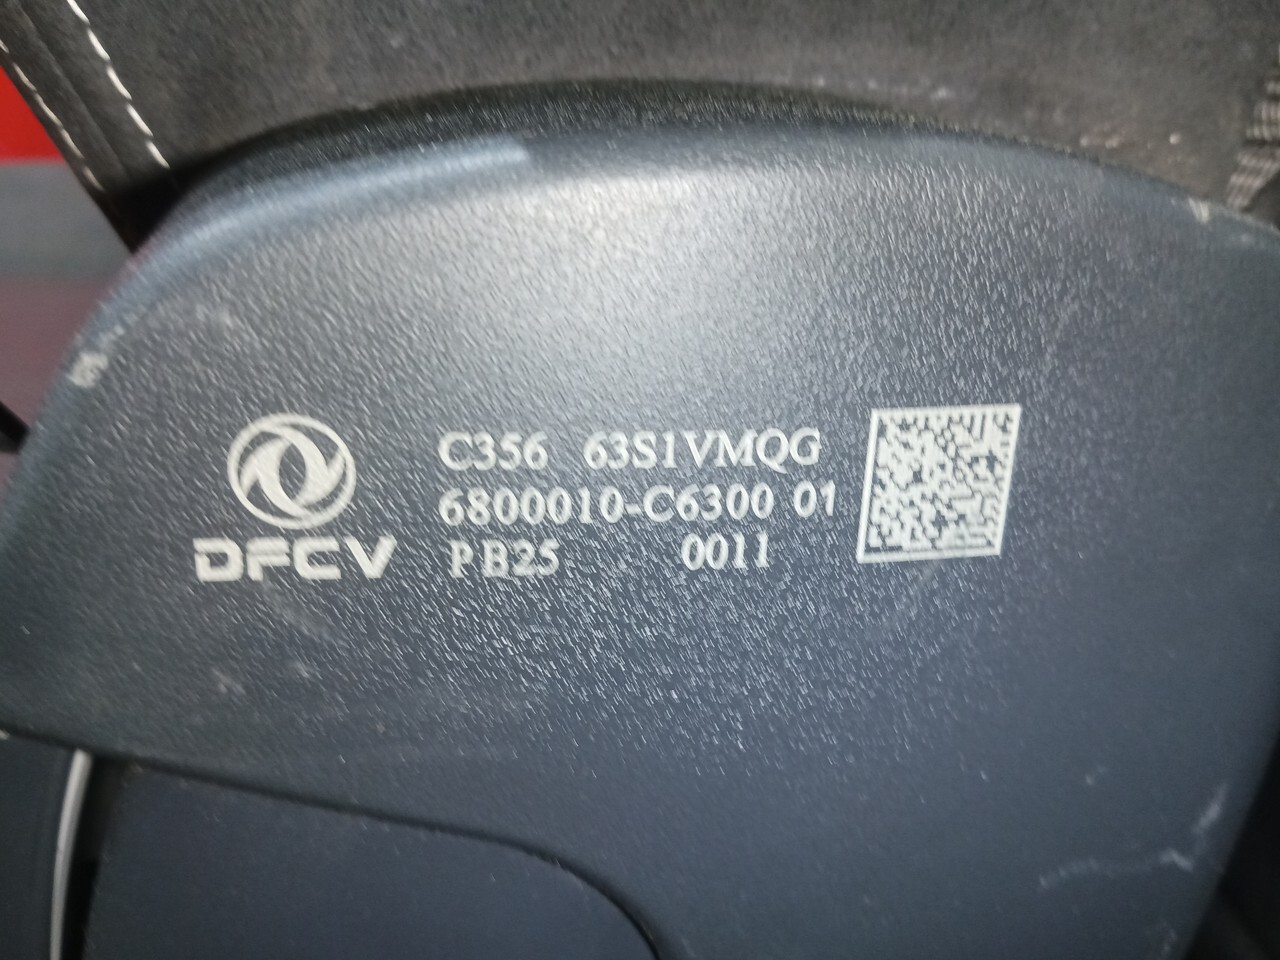 DFCV
C356 63S1VMQG
6800010-C6300 01
PB25 0011